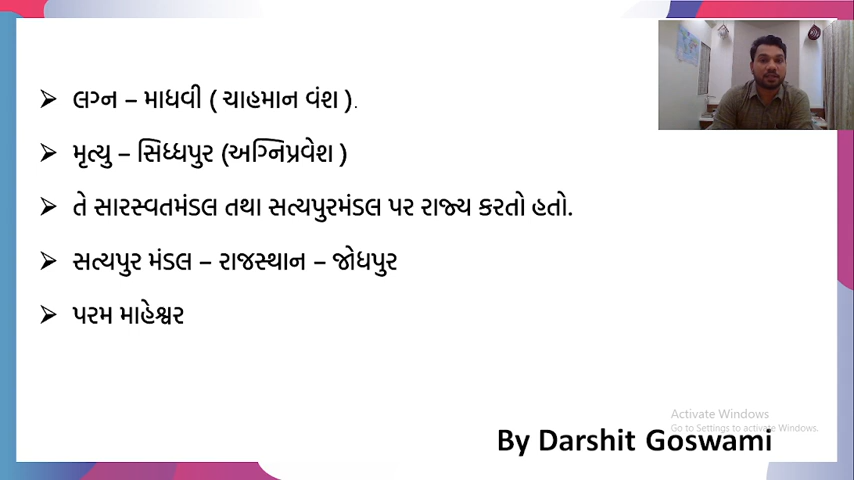 ➢ લગ્ન – માધવી ( ચાહમાન વંશ ).
➢ મૃત્યુ – સિધ્ધપુર (અગ્નિપ્રવેશ )
➢ તે સારસ્વતમંડલ તથા સત્યપુરમંડલ પર રાજ્ય કરતો હતો.
➢ સત્યપુર મંડલ – રાજસ્થાન – જોધપુર
➢ પરમ માહેશ્વર
Activate Windows
Go to Settings to activate Windows.
By Darshit Goswami